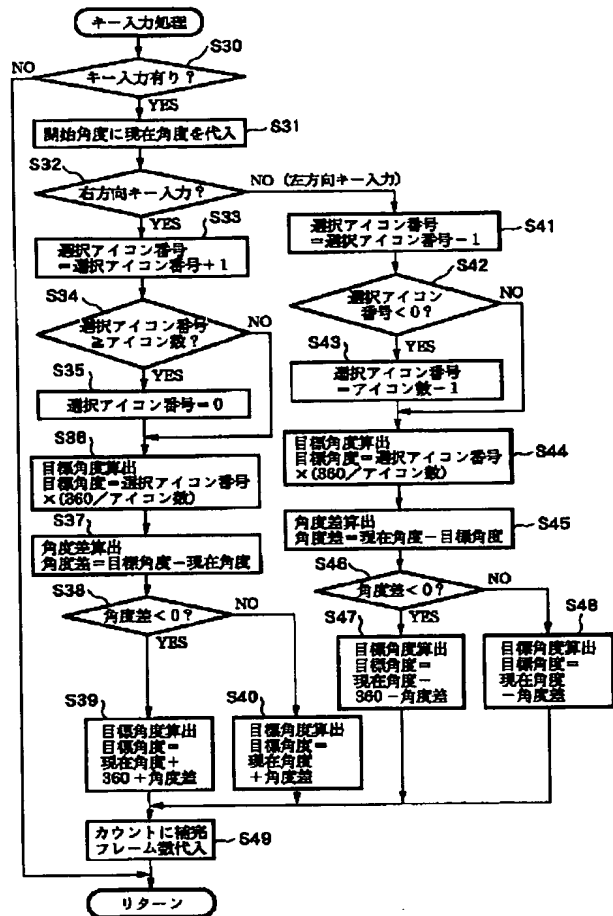 キー入力処理
S30
NO
キー入力有り？
YES
開始角度に現在角度を代入
S31
S32
右方向キー入力？
NO（左方向キー入力）
YES
S33
選択アイコン番号
＝選択アイコン番号＋1
S34
選択アイコン番号
≧アイコン数？
NO
YES
S35
選択アイコン番号＝0
S36
目標角度算出
目標角度＝選択アイコン番号
×(360／アイコン数)
S37
角度差算出
角度差＝目標角度－現在角度
S38
角度差＜0？
NO
YES
S39
目標角度算出
目標角度＝
現在角度＋
360＋角度差
S40
目標角度算出
目標角度＝
現在角度
＋角度差
選択アイコン番号
＝選択アイコン番号－1
S41
S42
選択アイコン
番号＜0？
NO
YES
S43
選択アイコン番号
＝アイコン数－1
目標角度算出
目標角度＝選択アイコン番号
×(360／アイコン数)
S44
角度差算出
角度差＝現在角度－目標角度
S45
S46
角度差＜0？
NO
YES
S47
目標角度算出
目標角度＝
現在角度－
360－角度差
S48
目標角度算出
目標角度＝
現在角度
－角度差
カウントに補充
フレーム数代入
S49
リターン